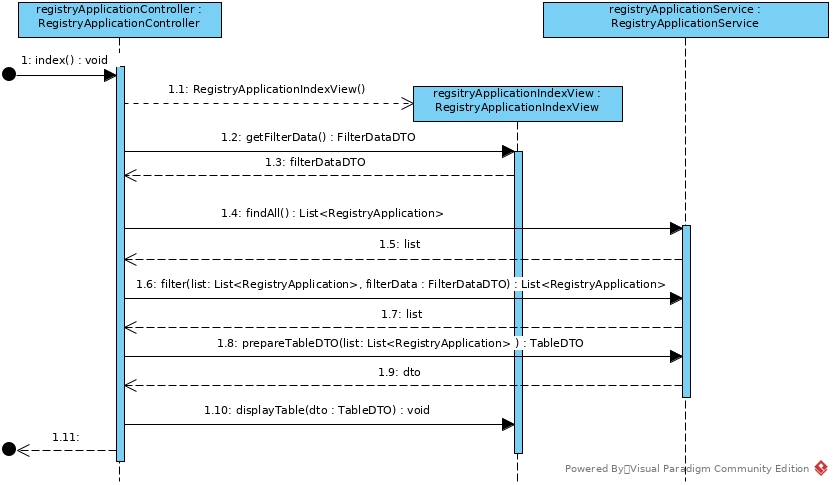 registryApplicationController :
RegistryApplicationController
registryApplicationService :
RegistryApplicationService
1: index() : void
1.1: RegistryApplicationIndexView()
regsitryApplicationIndexView :
RegistryApplicationIndexView
1.2: getFilterData() : FilterDataDTO
1.3: filterDataDTO
1.4: findAll() : List<RegistryApplication>
1.5: list
1.6: filter(list: List<RegistryApplication>, filterData : FilterDataDTO) : List<RegistryApplication>
1.7: list
1.8: prepareTableDTO(list: List<RegistryApplication> ) : TableDTO
1.9: dto
1.10: displayTable(dto : TableDTO) : void
1.11:
Powered By Visual Paradigm Community Edition